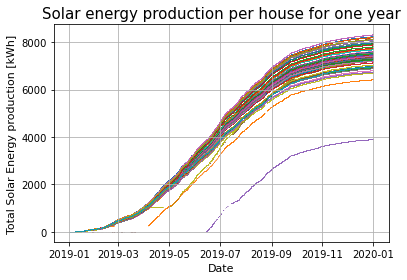 Solar energy production per house for one year
Total Solar Energy production [kWh]
8000
6000
4000
2000
0
2019-01 2019-03 2019-05 2019-07 2019-09 2019-11 2020-01
Date